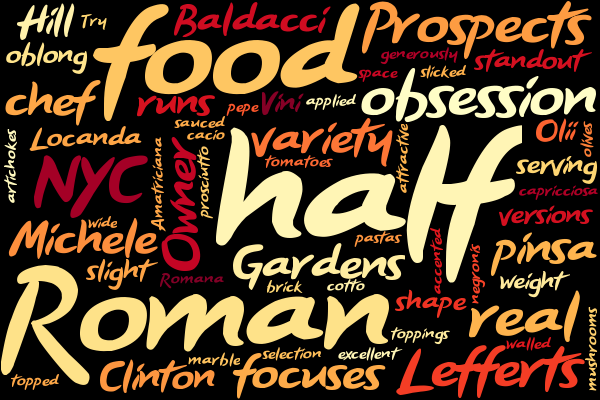 Hill Try Baldacci Prospects
oblong food generously standout
space slicked
chef runs pepe Vini applied obsession
sauced
artichokes Locanda cacio variety attractive Olii olives
NYC Amatriciana Owner prosciutto tomatoes half serving
capricciosa
wide versions
Michele pastas accented negronis pinsa
slight Romana Gardens weight
brick cotto
Roman shape real
toppings walled mushrooms
marble selection excellent
topped Clinton focuses Lefferts